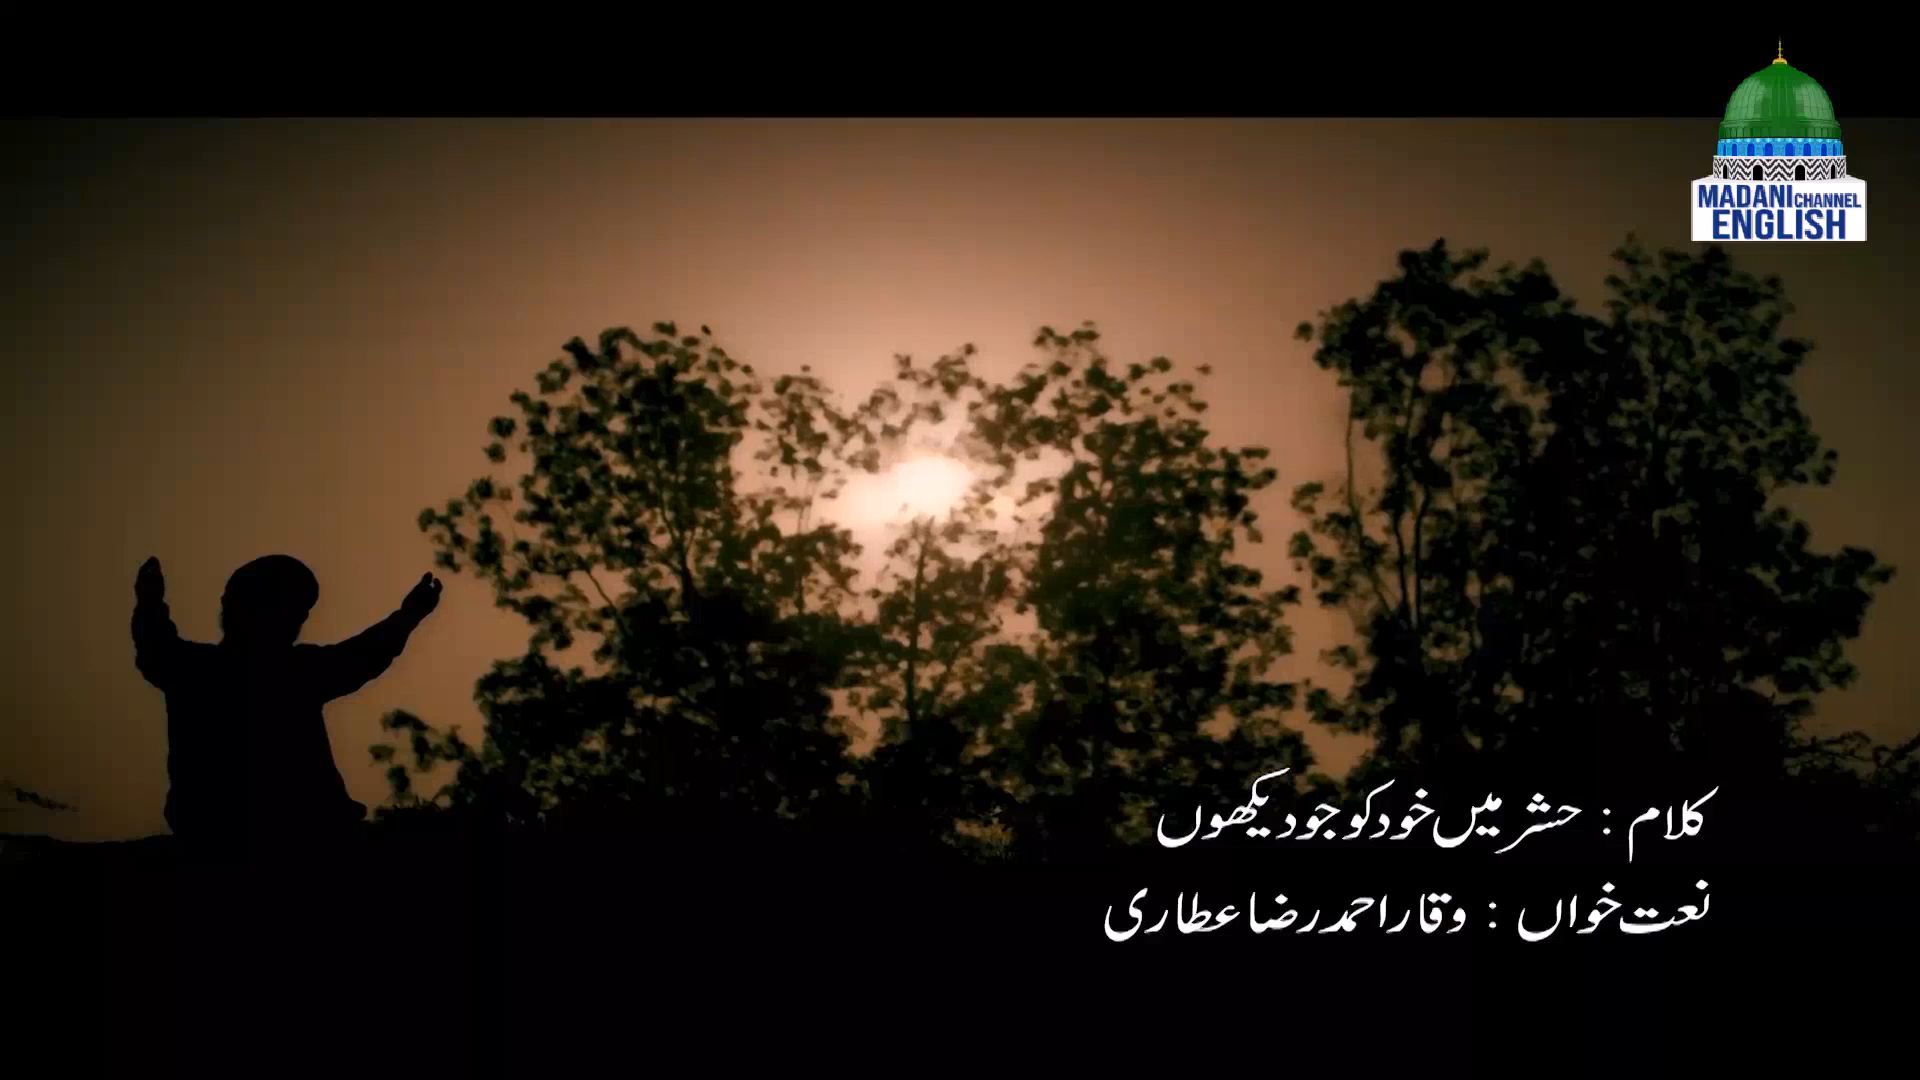 MADANI CHANNEL
ENGLISH
کلام : حشر میں خود کو جو دیکھوں
نعت خواں : وقار احمد رضا عطاری